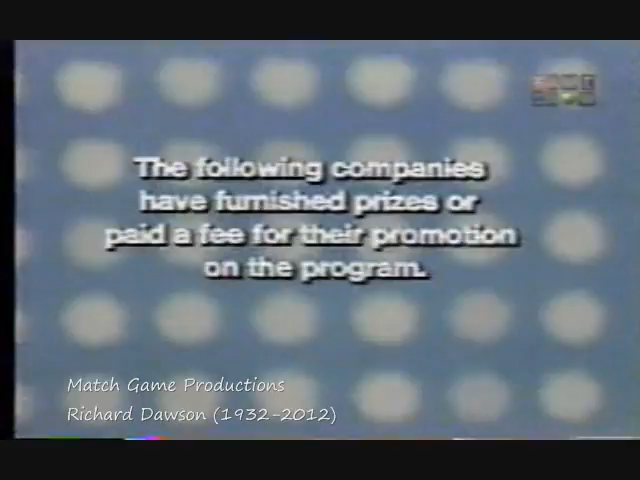 The following companies
have furnished prizes or
paid a fee for their promotion
on the program.
Match Game Productions
Richard Dawson (1932-2012)